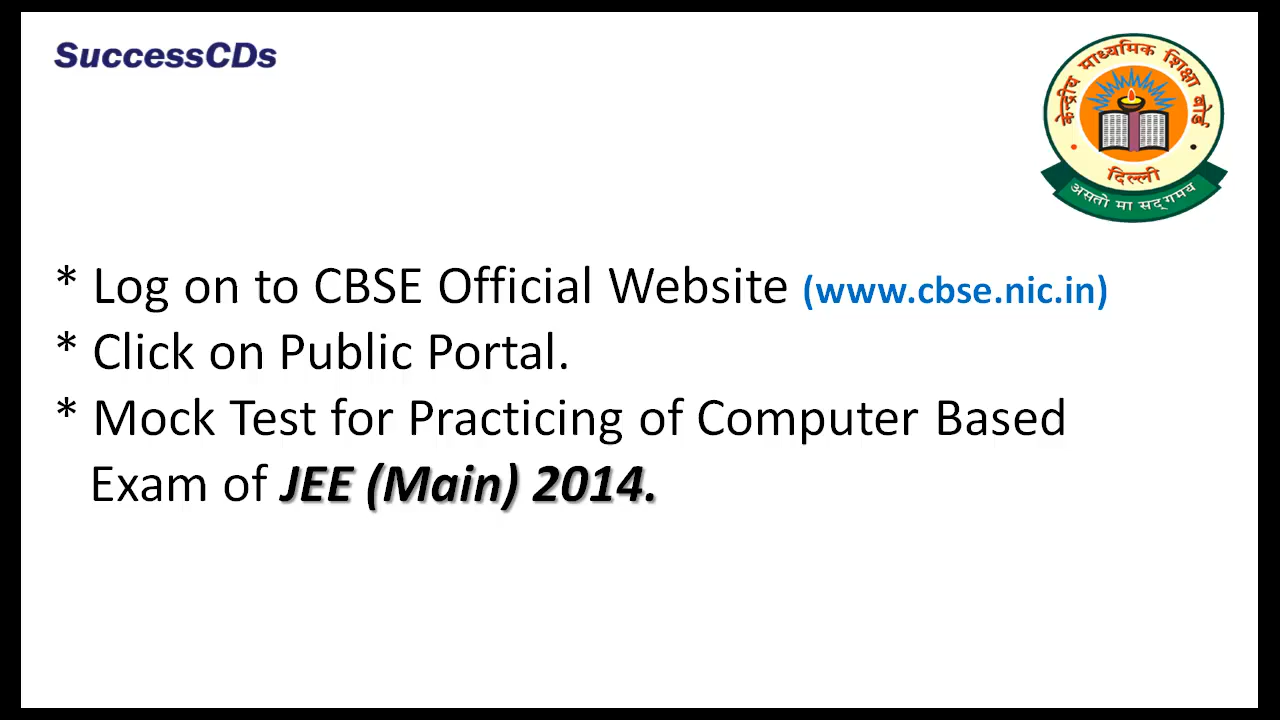 SuccessCDs
केन्द्रीय माध्यमिक शिक्षा बोर्ड
दिल्ली
असतो मा सद्गमय
* Log on to CBSE Official Website (www.cbse.nic.in)
* Click on Public Portal.
* Mock Test for Practicing of Computer Based
Exam of JEE (Main) 2014.